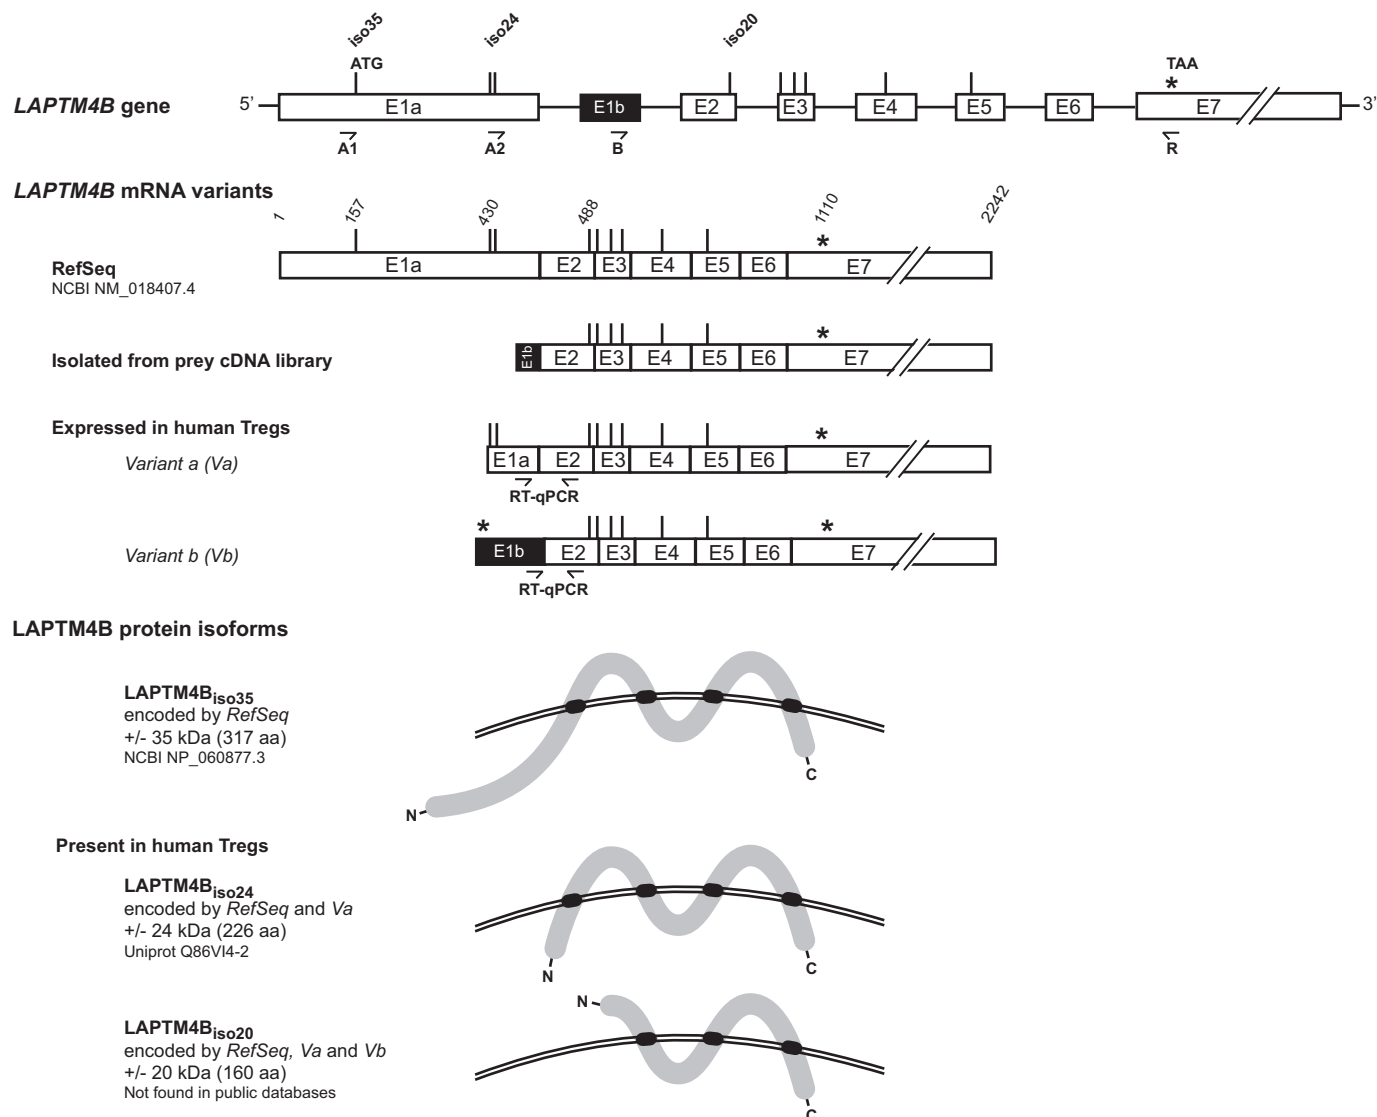 iso35
iso24
iso20
ATG
TAA
*
LAPTM4B gene
5’
E1a
E1b
E2
E3
E4
E5
E6
E7
3’
A1
A2
B
R
LAPTM4B mRNA variants
1
157
430
488
1110
2242
*
RefSeq
NCBI NM_018407.4
E1a
E2
E3
E4
E5
E6
E7
*
Isolated from prey cDNA library
E1b
E2
E3
E4
E5
E6
E7
Expressed in human Tregs
*
Variant a (Va)
E1a
E2
E3
E4
E5
E6
E7
RT-qPCR
*
*
Variant b (Vb)
E1b
E2
E3
E4
E5
E6
E7
RT-qPCR
LAPTM4B protein isoforms
LAPTM4Biso35
encoded by RefSeq
+/- 35 kDa (317 aa)
NCBI NP_060877.3
C
N
Present in human Tregs
LAPTM4Biso24
encoded by RefSeq and Va
+/- 24 kDa (226 aa)
Uniprot Q86VI4-2
N
C
N
LAPTM4Biso20
encoded by RefSeq, Va and Vb
+/- 20 kDa (160 aa)
Not found in public databases
C